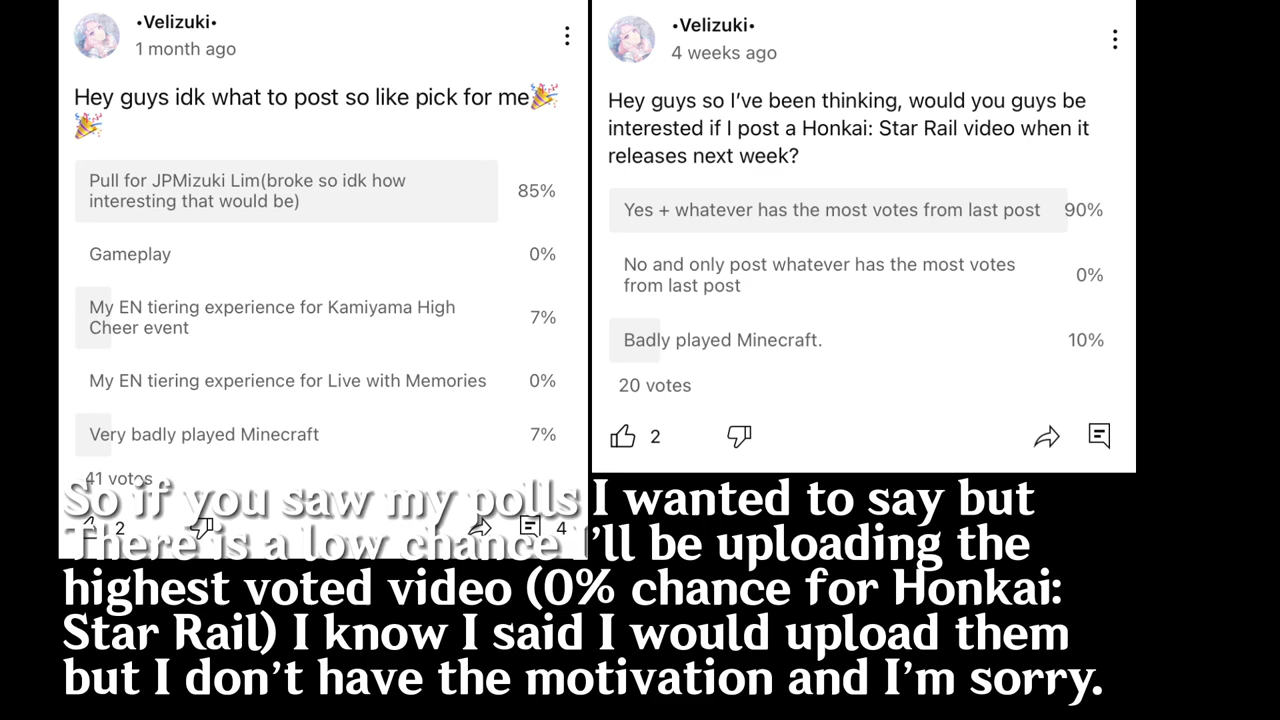 •Velizuki•
1 month ago
Hey guys idk what to post so like pick for me🎉
🎉
Pull for JPMizuki Lim(broke so idk how
interesting that would be)
85%
Gameplay
0%
My EN tiering experience for Kamiyama High
Cheer event
7%
My EN tiering experience for Live with Memories
0%
Very badly played Minecraft
7%
41 votes
2
4
•Velizuki•
4 weeks ago
Hey guys so I've been thinking, would you guys be
interested if I post a Honkai: Star Rail video when it
releases next week?
Yes + whatever has the most votes from last post
90%
No and only post whatever has the most votes
from last post
0%
Badly played Minecraft.
10%
20 votes
2
So if you saw my polls I wanted to say but
There is a low chance I'll be uploading the
highest voted video (0% chance for Honkai:
Star Rail) I know I said I would upload them
but I don't have the motivation and I'm sorry.